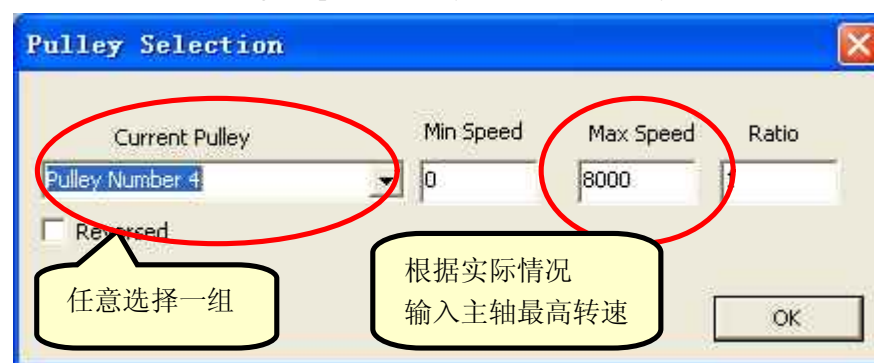 Pulley Selection
Current Pulley
Min Speed
Max Speed
Ratio
Pulley Number 4
0
8000
Reversed
任意选择一组
根据实际情况
输入主轴最高转速
OK